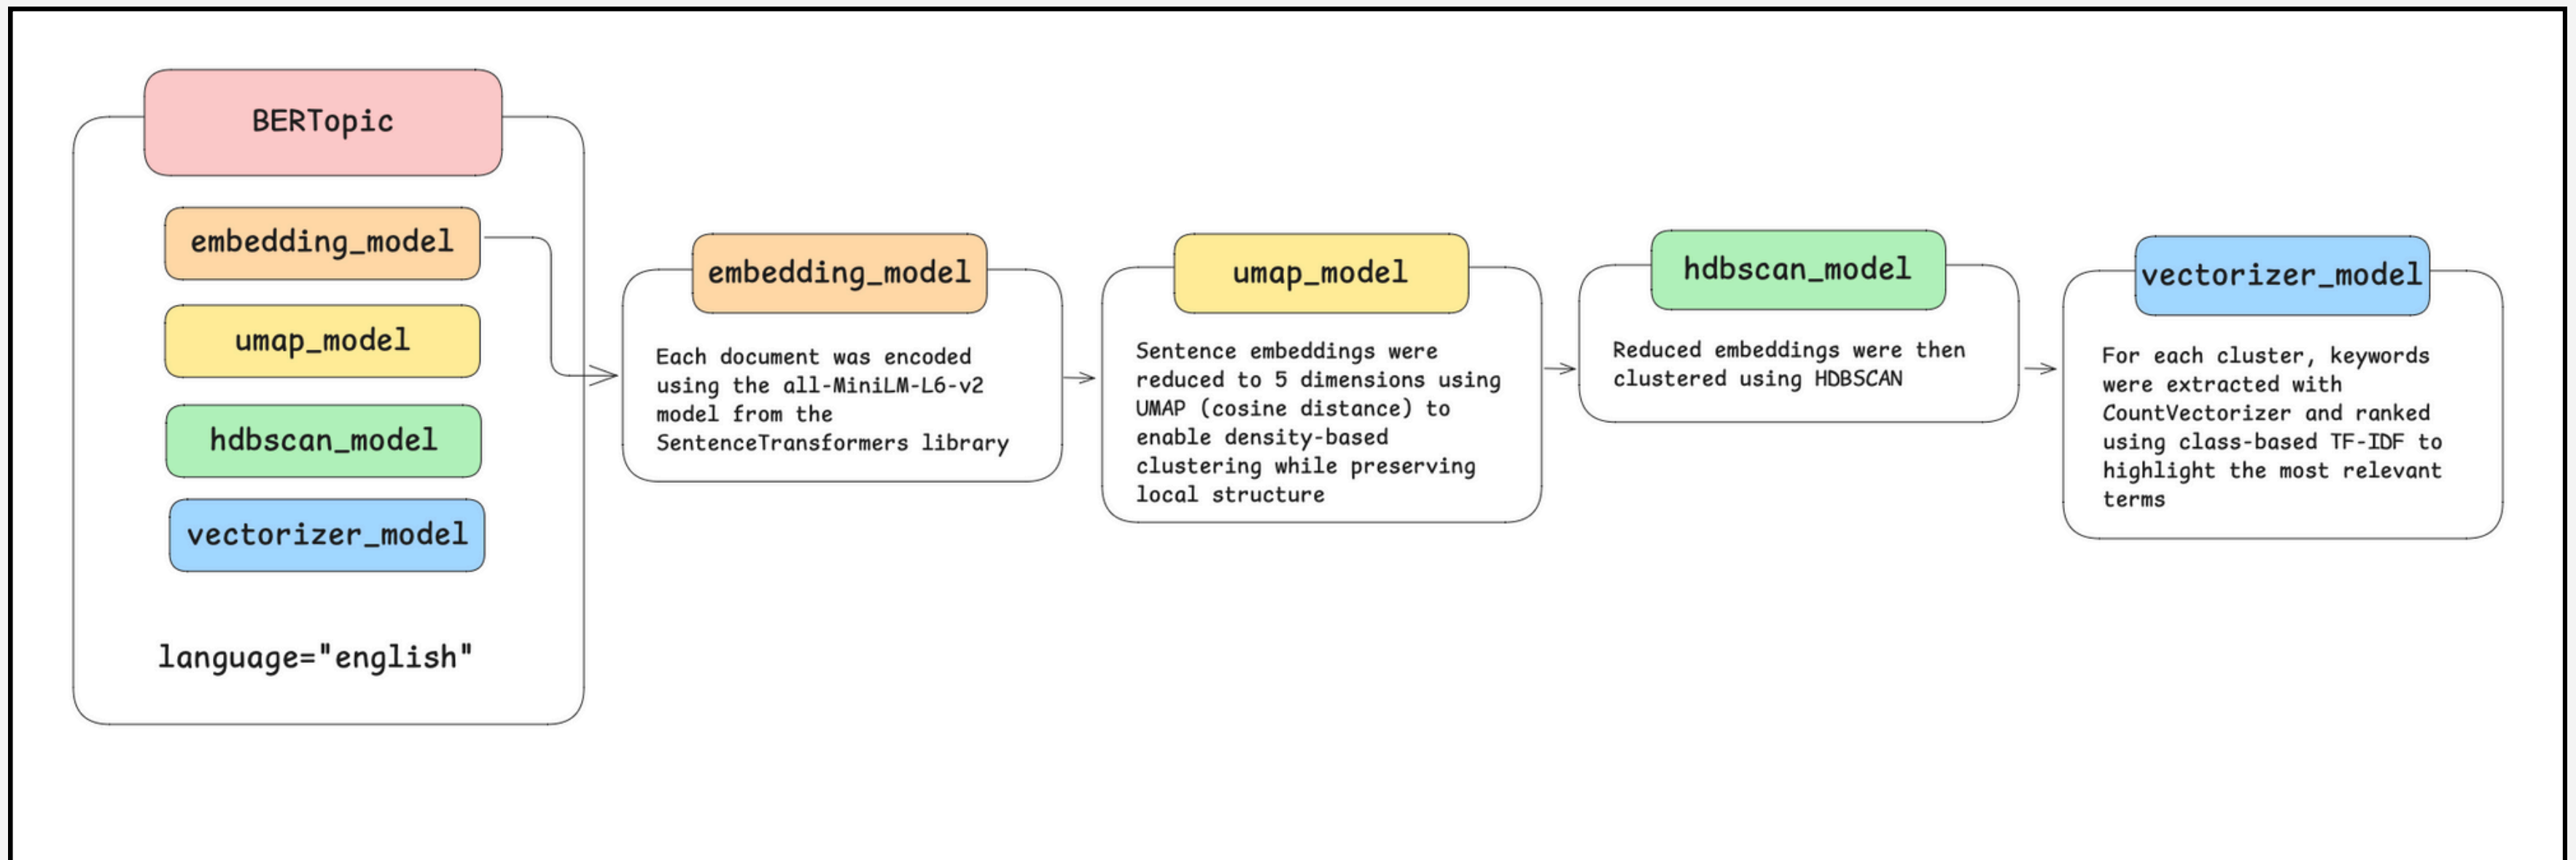 BERTopic
embedding_model
umap_model
hdbscan_model
vectorizer_model
language="english"
embedding_model
Each document was encoded
using the all-MiniLM-L6-v2
model from the
SentenceTransformers library
umap_model
Sentence embeddings were
reduced to 5 dimensions using
UMAP (cosine distance) to
enable density-based
clustering while preserving
local structure
hdbscan_model
Reduced embeddings were then
clustered using HDBSCAN
vectorizer_model
For each cluster, keywords
were extracted with
CountVectorizer and ranked
using class-based TF-IDF to
highlight the most relevant
terms